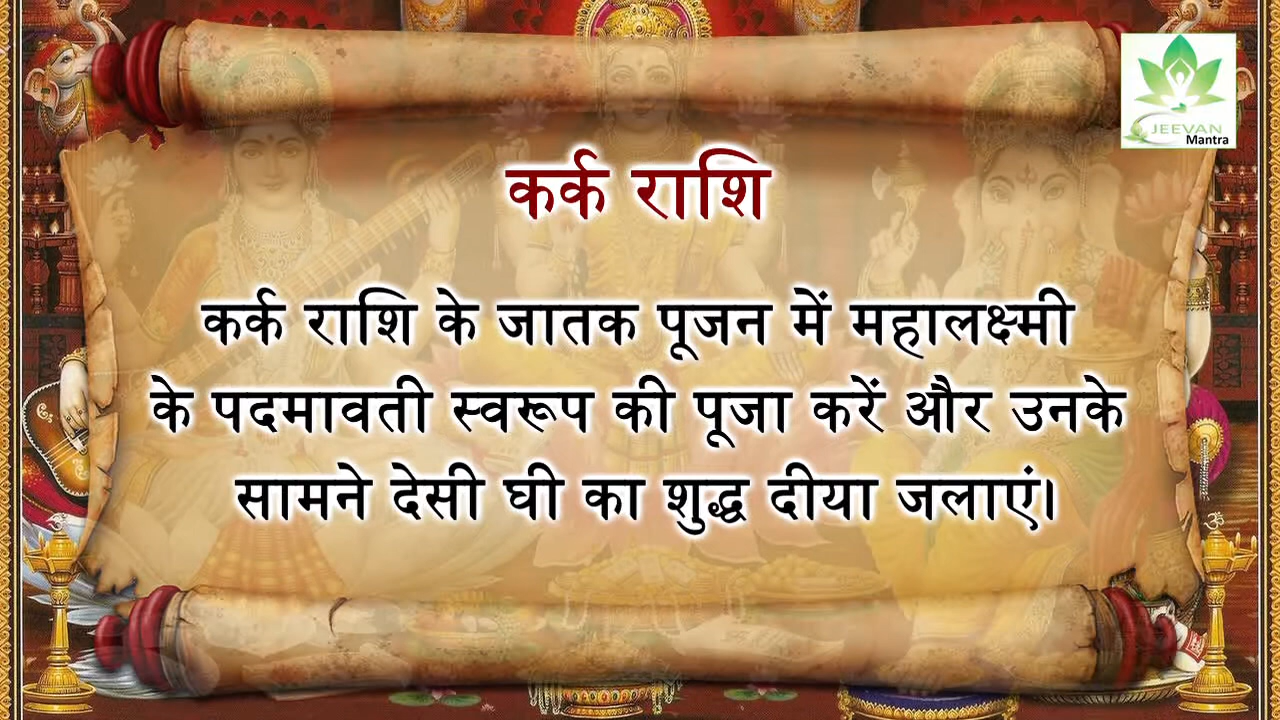 JEEVAN
Mantra
कर्क राशि
कर्क राशि के जातक पूजन में महालक्ष्मी
के पदमावती स्वरूप की पूजा करें और उनके
सामने देसी घी का शुद्ध दीया जलाएं।